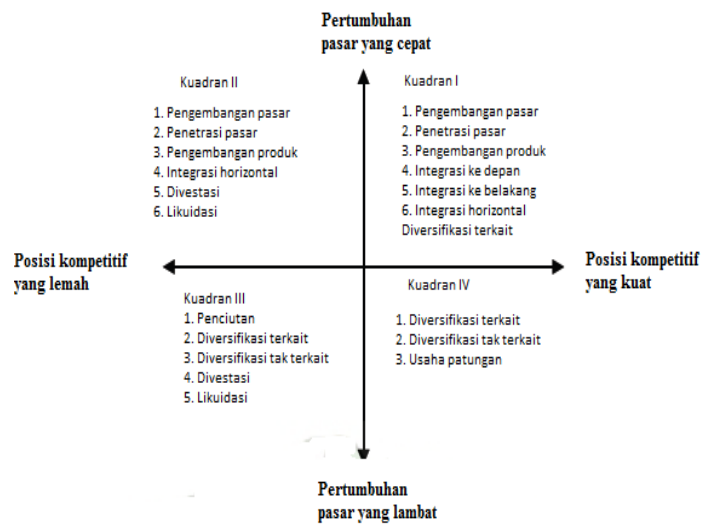 Pertumbuhan
pasar yang cepat
Kuadran II
1. Pengembangan pasar
2. Penetrasi pasar
3. Pengembangan produk
4. Integrasi horizontal
5. Divestasi
6. Likuidasi
Kuadran I
1. Pengembangan pasar
2. Penetrasi pasar
3. Pengembangan produk
4. Integrasi ke depan
5. Integrasi ke belakang
6. Integrasi horizontal
Diversifikasi terkait
Posisi kompetitif
yang lemah
Posisi kompetitif
yang kuat
Kuadran III
1. Penciutan
2. Diversifikasi terkait
3. Diversifikasi tak terkait
4. Divestasi
5. Likuidasi
Kuadran IV
1. Diversifikasi terkait
2. Diversifikasi tak terkait
3. Usaha patungan
Pertumbuhan
pasar yang lambat